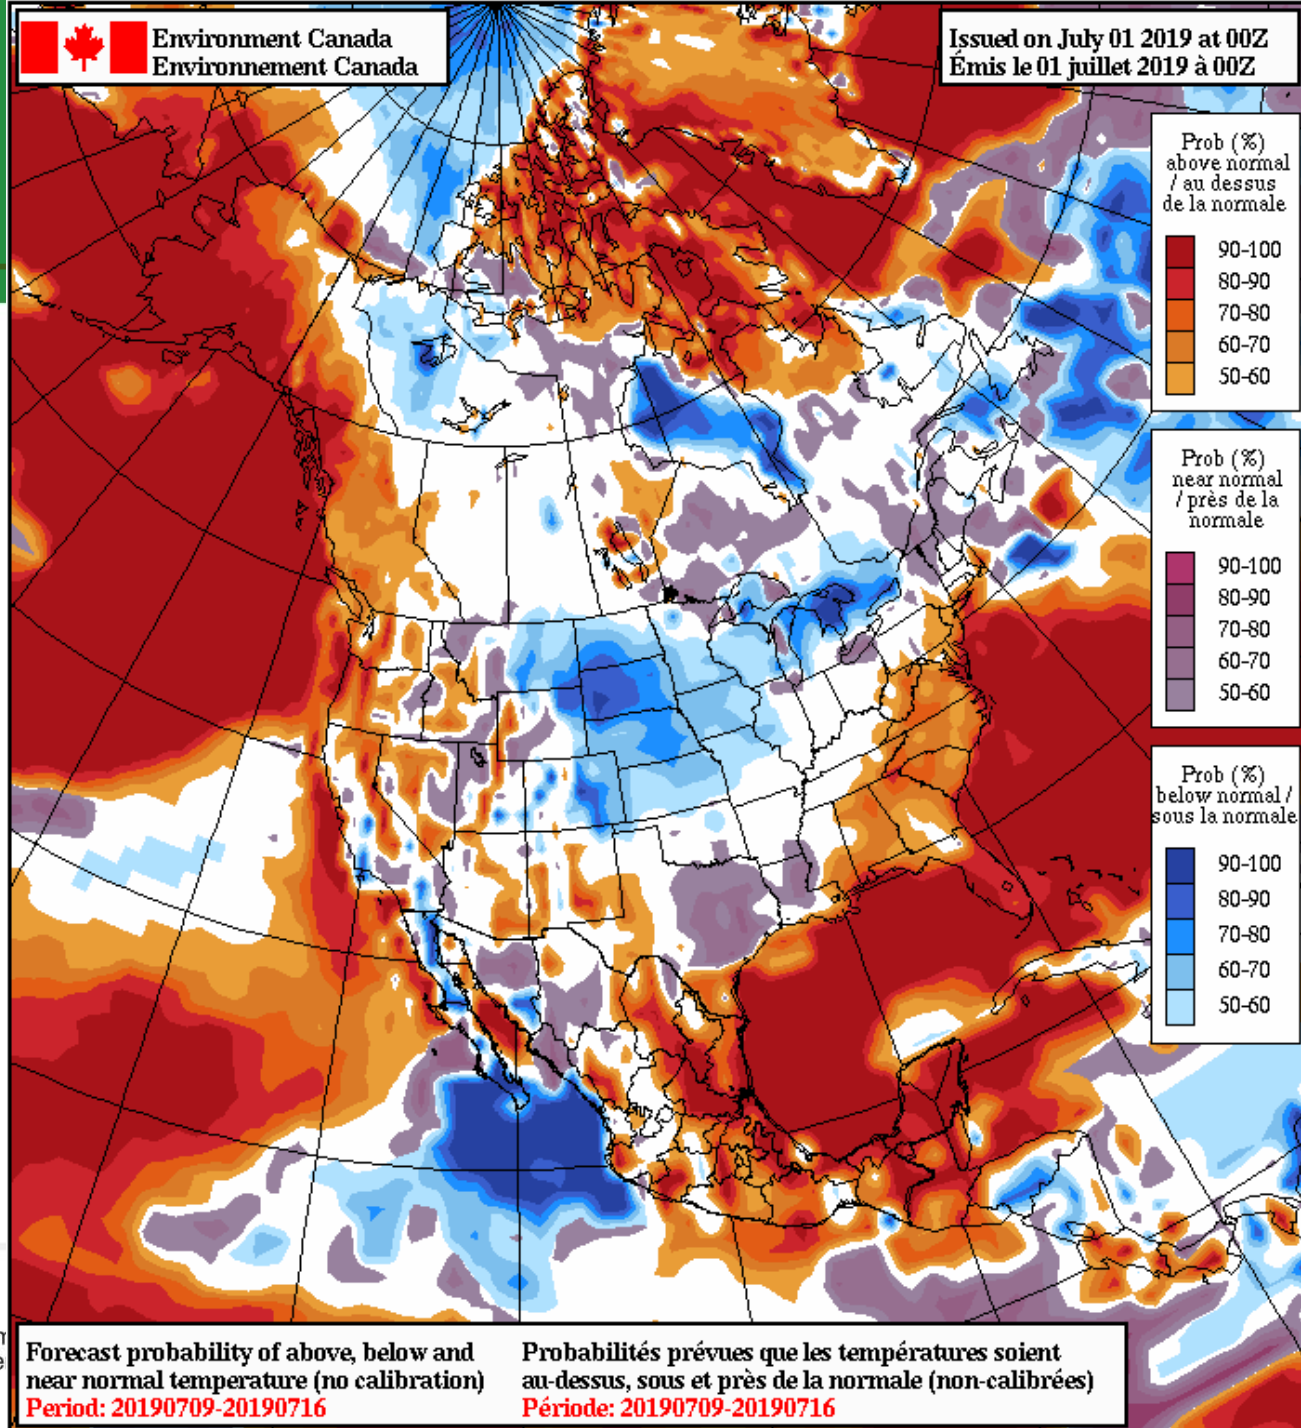 Environment Canada
Environnement Canada
Issued on July 01 2019 at 00Z
Émis le 01 juillet 2019 à 00Z
Prob (%)
above normal
/ au dessus
de la normale
90-100
80-90
70-80
60-70
50-60
Prob (%)
near normal
/ près de la
normale
90-100
80-90
70-80
60-70
50-60
Prob (%)
below normal /
sous la normale
90-100
80-90
70-80
60-70
50-60
Forecast probability of above, below and
near normal temperature (no calibration)
Period: 20190709-20190716
Probabilités prévues que les températures soient
au-dessus, sous et près de la normale (non-calibrées)
Période: 20190709-20190716